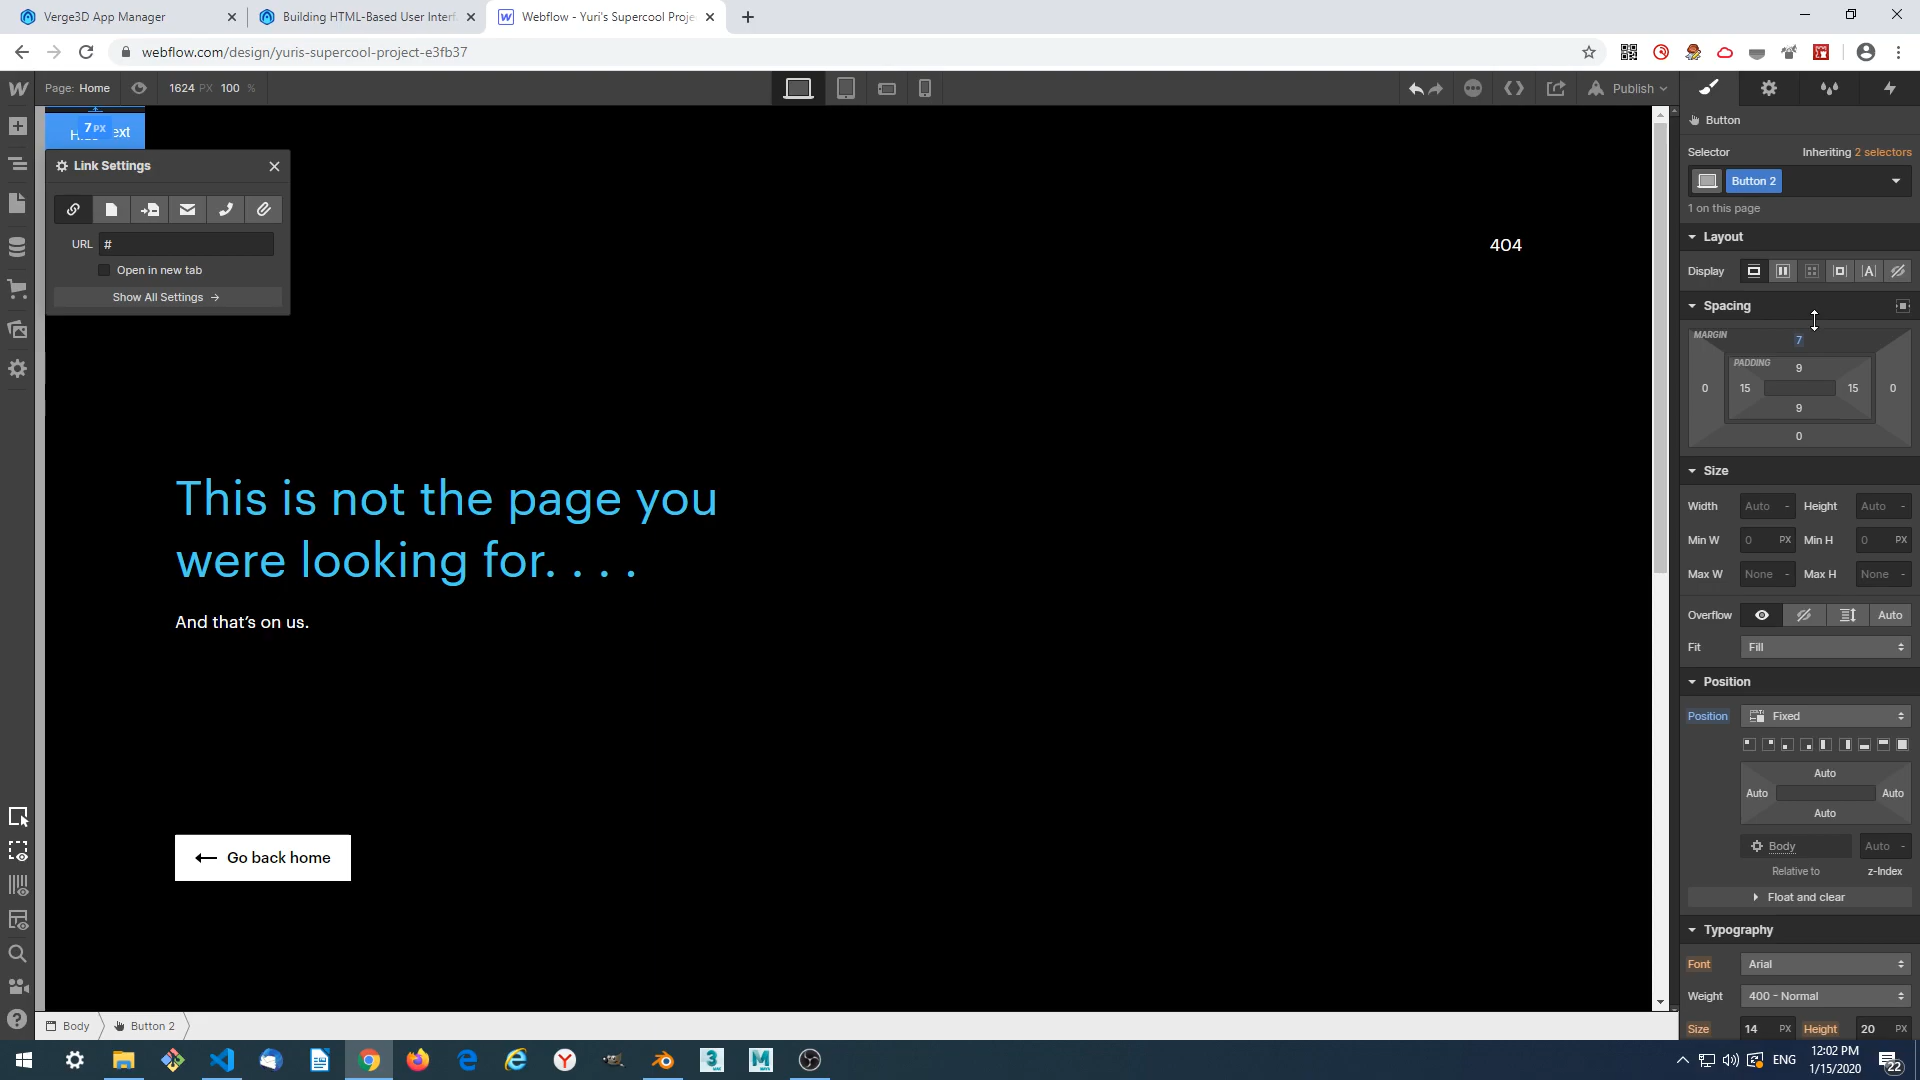 Verge3D App Manager
Building HTML-Based User Interf
Webflow - Yuri's Supercool Proje
webflow.com/design/yuris-supercool-project-e3fb37
Page: Home
1624 PX 100 %
Publish
7 PX
ext
Link Settings
URL #
Open in new tab
Show All Settings
404
This is not the page you
were looking for. . . .
And that's on us.
Go back home
Button
Selector
Inheriting 2 selectors
Button 2
1 on this page
Layout
Display
Spacing
MARGIN
7
PADDING
9
0 15 15 0
9
0
Size
Width Auto - Height Auto -
Min W 0 PX Min H 0 PX
Max W None - Max H None -
Overflow Auto
Fit Fill
Position
Position Fixed
Auto
Auto Auto
Auto
Body Auto -
Relative to z-Index
Float and clear
Typography
Font Arial
Weight 400 - Normal
Size 14 PX Height 20 PX
Body Button 2
ENG
12:02 PM
1/15/2020
22